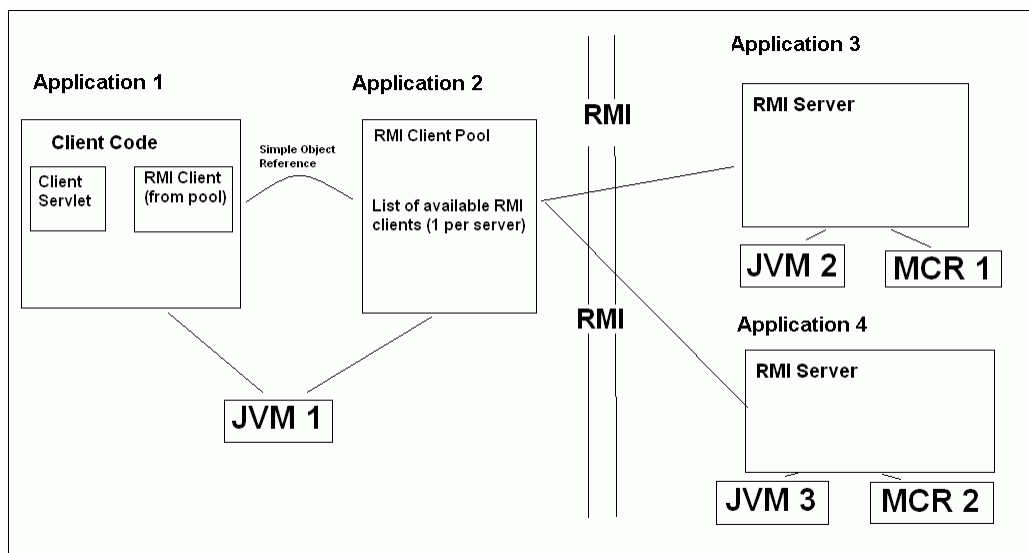 Application 1
Client Code
Client
Servlet
RMI Client
(from pool)
Simple Object
Reference
Application 2
RMI Client Pool
List of available RMI
clients (1 per server)
JVM 1
RMI
RMI
Application 3
RMI Server
JVM 2
MCR 1
Application 4
RMI Server
JVM 3
MCR 2